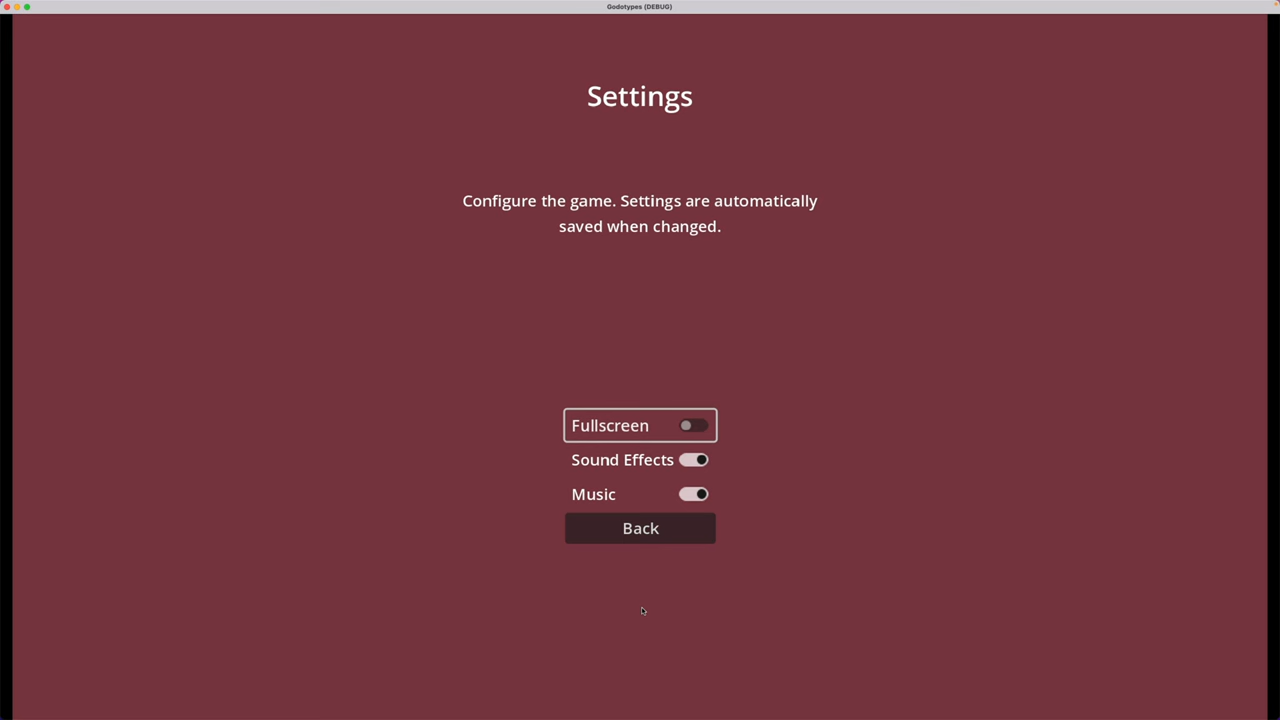 Godotypes (DEBUG)
Settings
Configure the game. Settings are automatically
saved when changed.
Fullscreen
Sound Effects
Music
Back